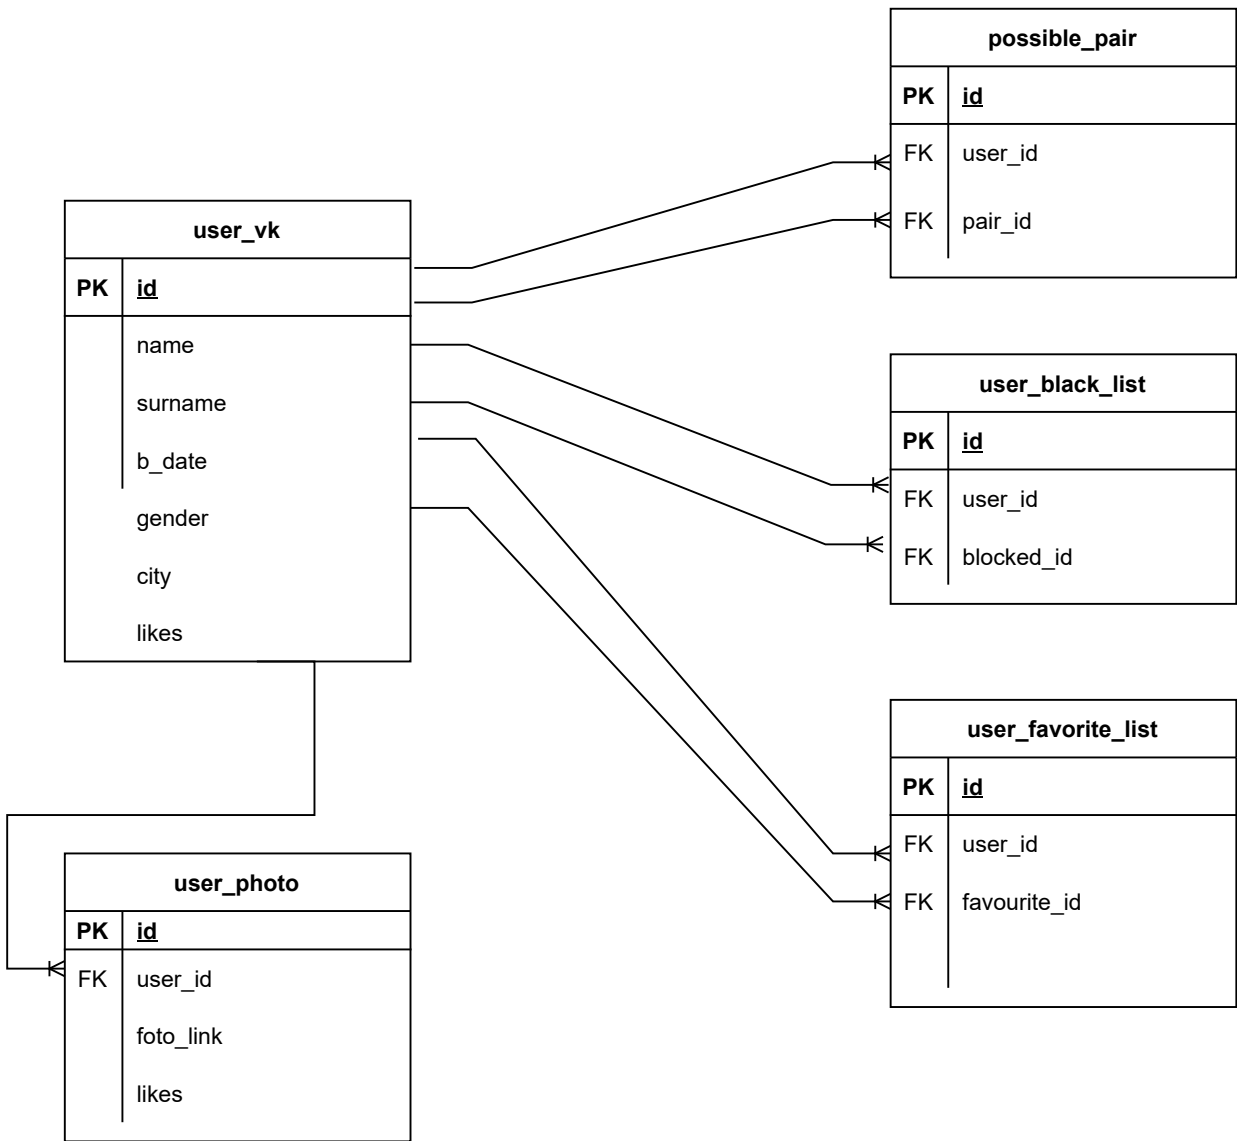 possible_pair
PK id
FK user_id
FK pair_id
user_vk
PK id
name
surname
b_date
gender
city
likes
user_black_list
PK id
FK user_id
FK blocked_id
user_favorite_list
PK id
FK user_id
FK favourite_id
user_photo
PK id
FK user_id
foto_link
likes